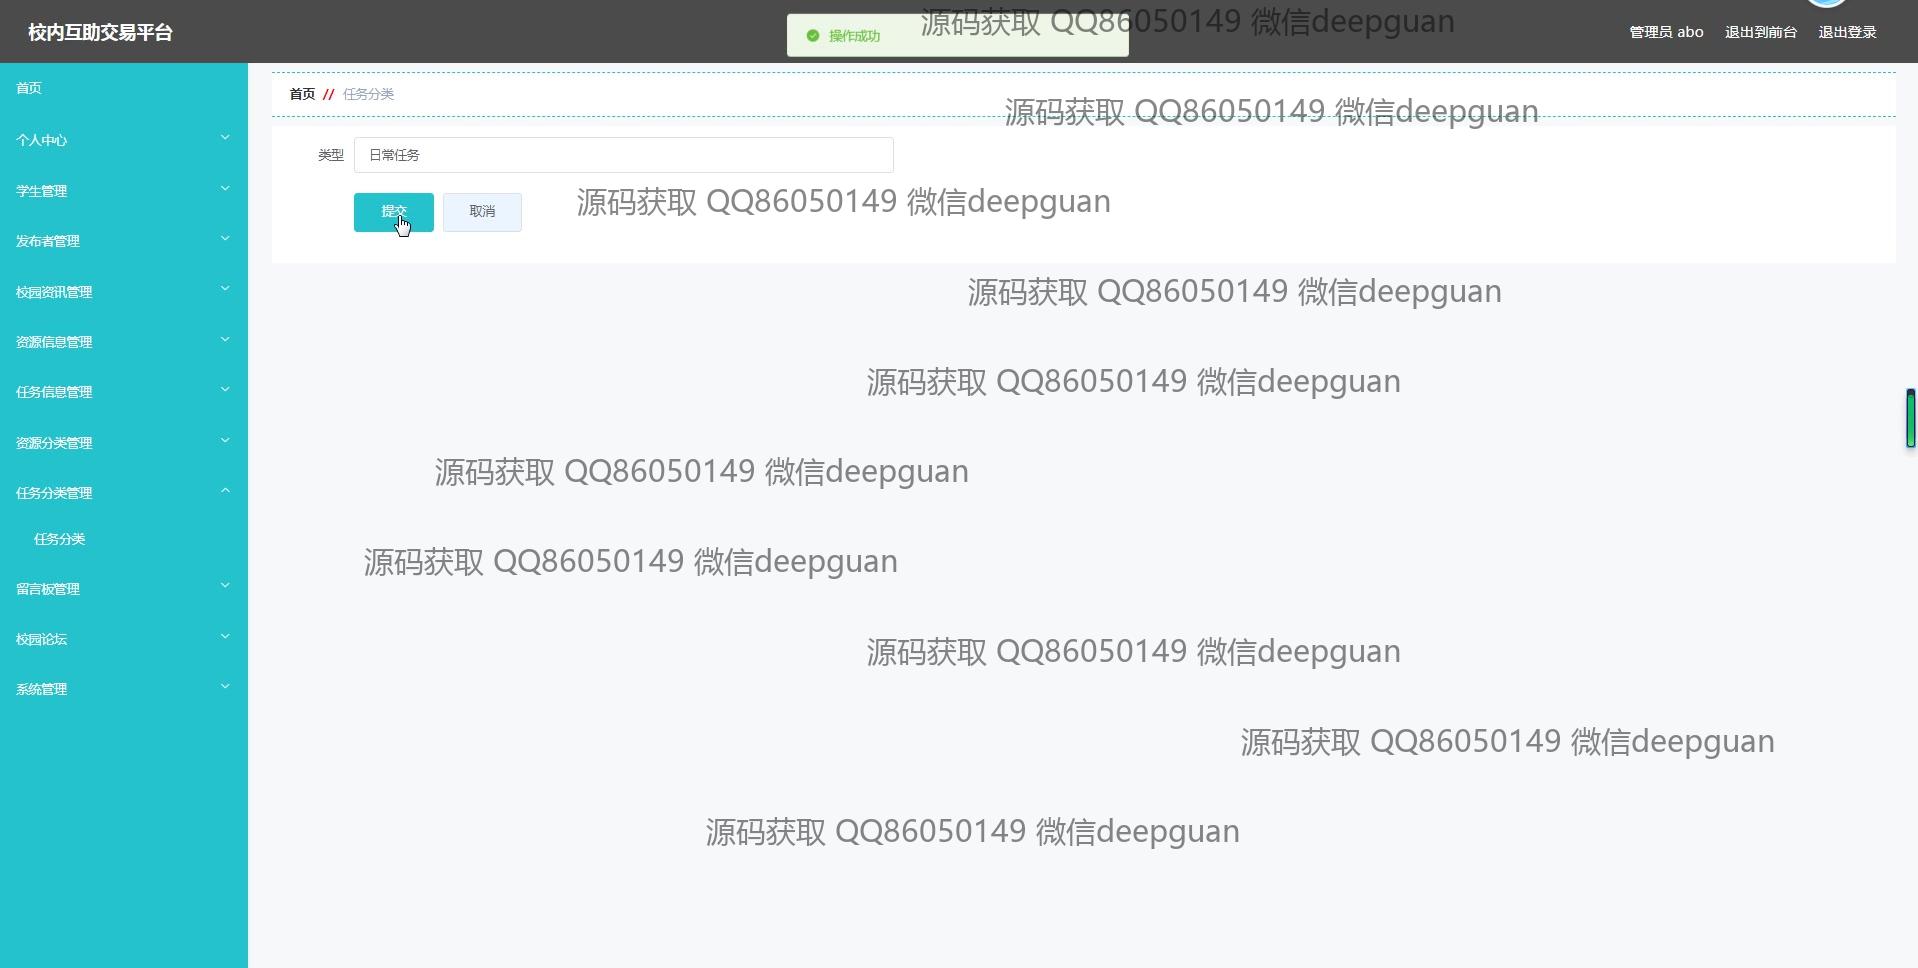 校内互助交易平台
操作成功
源码获取 QQ86050149 微信deepguan
管理员 abo
退出到前台
退出登录
首页
个人中心
学生管理
发布者管理
校园资讯管理
资源信息管理
任务信息管理
资源分类管理
任务分类管理
任务分类
留言板管理
校园论坛
系统管理
首页 // 任务分类
源码获取 QQ86050149 微信deepguan
类型
日常任务
提交
取消
源码获取 QQ86050149 微信deepguan
源码获取 QQ86050149 微信deepguan
源码获取 QQ86050149 微信deepguan
源码获取 QQ86050149 微信deepguan
源码获取 QQ86050149 微信deepguan
源码获取 QQ86050149 微信deepguan
源码获取 QQ86050149 微信deepguan
源码获取 QQ86050149 微信deepguan